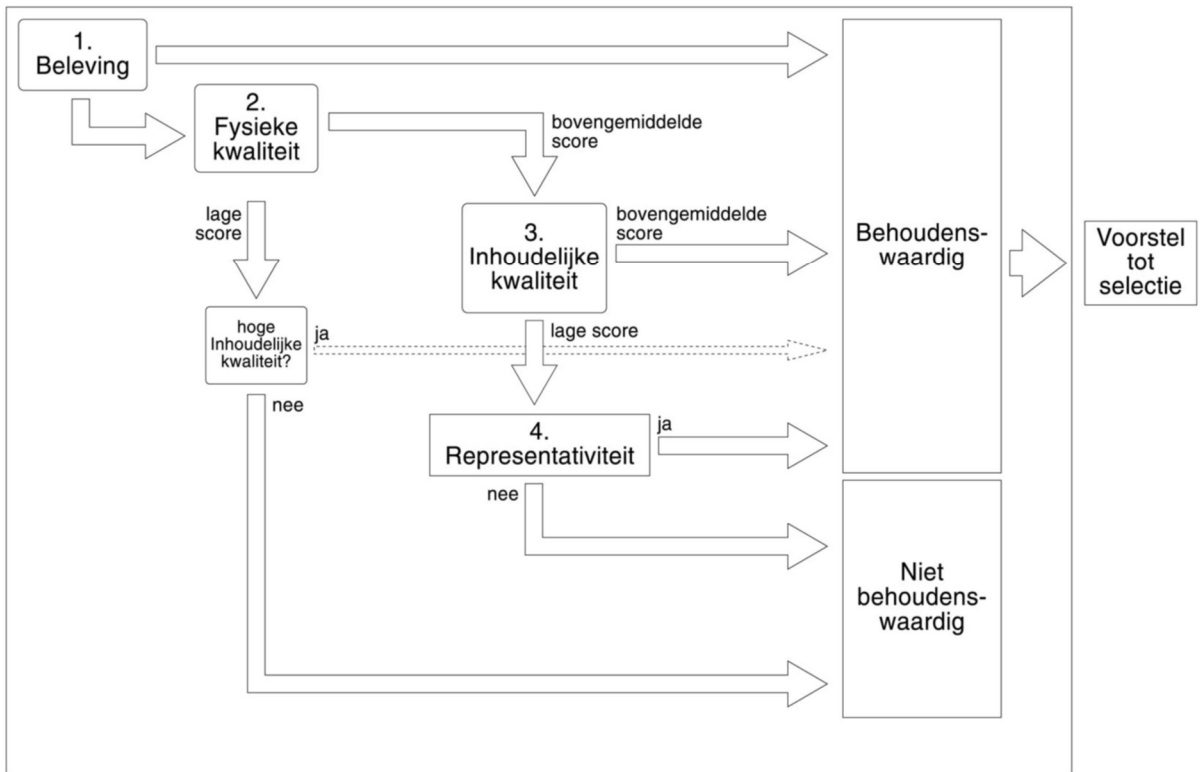 1.
Beleving
2.
Fysieke
kwaliteit
bovengemiddelde
score
lage
score
3.
Inhoudelijke
kwaliteit
bovengemiddelde
score
Behoudens-
waardig
Voorstel
tot
selectie
hoge
Inhoudelijke
kwaliteit?
ja
lage score
nee
4.
Representativiteit
ja
nee
Niet
behoudens-
waardig